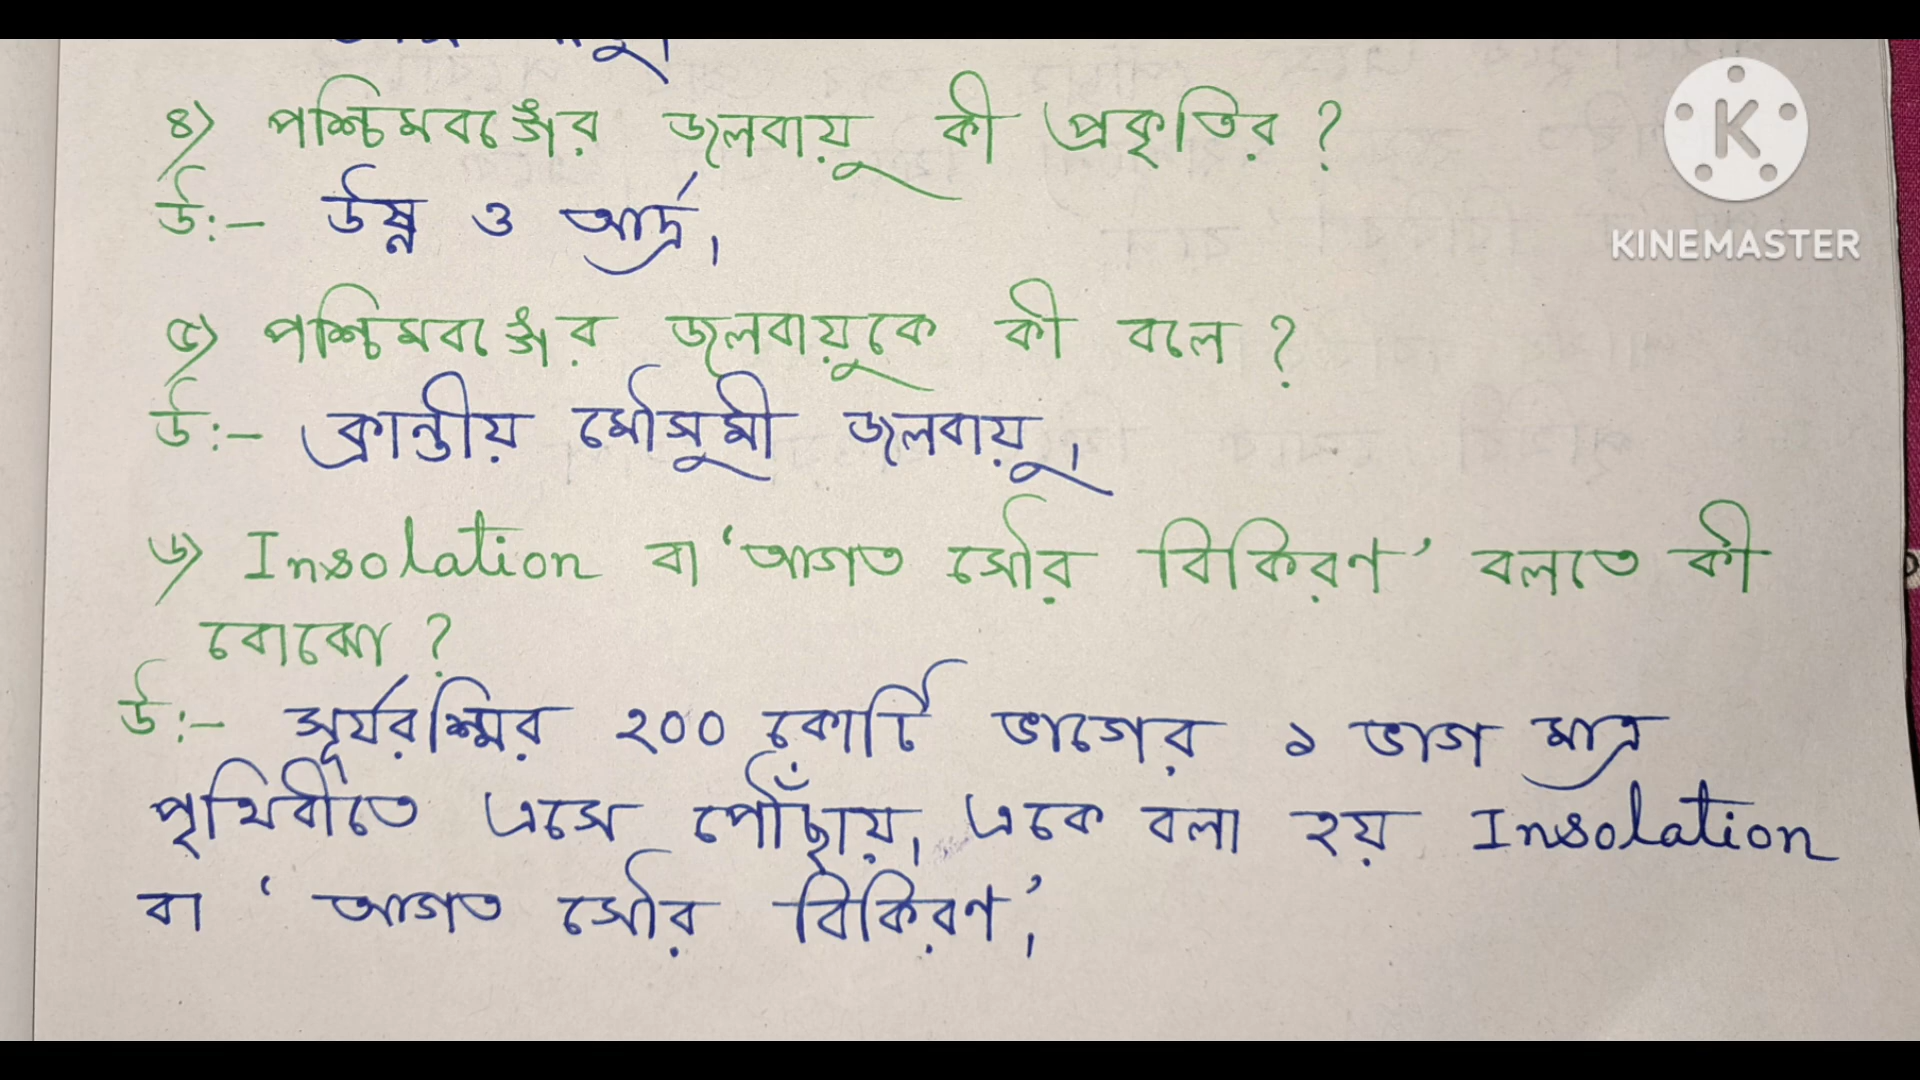 ৪) পশ্চিমবঙ্গের জলবায়ু কী প্রকৃতির ?
উ:- উষ্ণ ও আর্দ্র।
৫) পশ্চিমবঙ্গের জলবায়ুকে কী বলে ?
উ:- ক্রান্তীয় মৌসুমী জলবায়ু।
৬) Insolation বা 'আগত সৌর বিকিরণ' বলতে কী
বোঝো ?
উ:- সূর্যরশ্মির ২০০ কোটি ভাগের ১ ভাগ মাত্র
পৃথিবীতে এসে পৌঁছায়। একে বলা হয় Insolation
বা 'আগত সৌর বিকিরণ'।
K
KINEMASTER